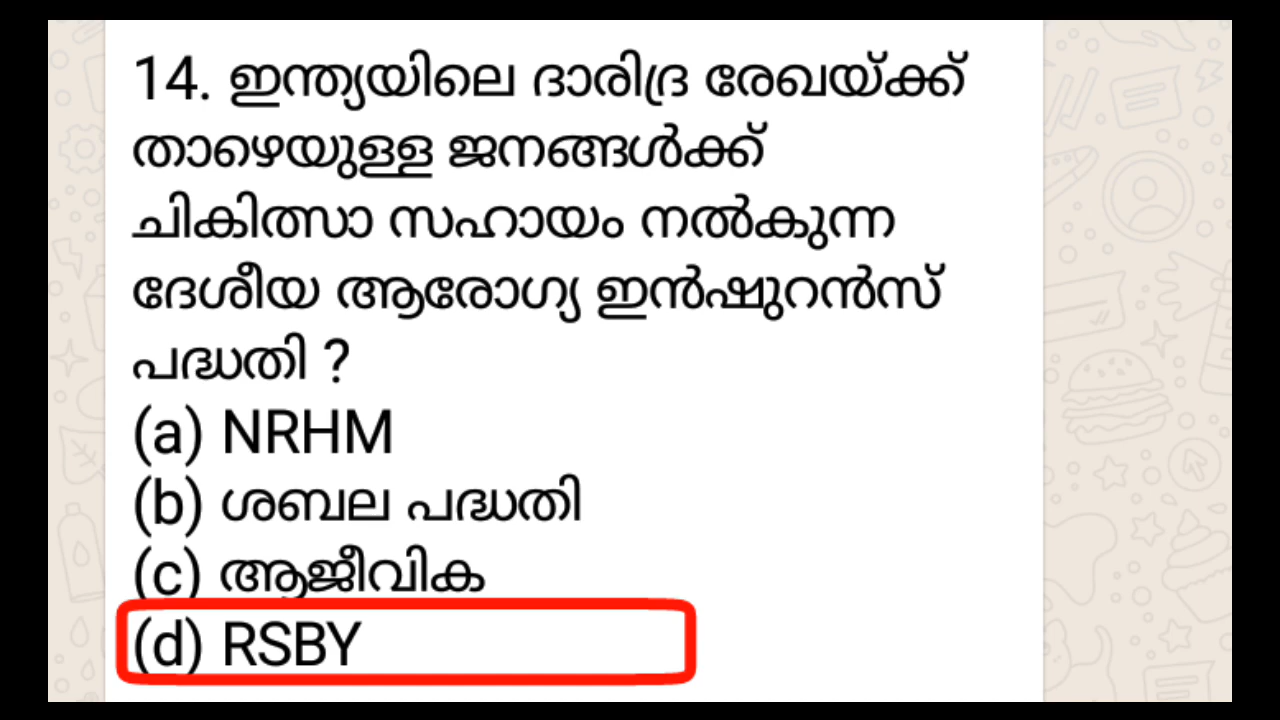 14. ഇന്ത്യയിലെ ദാരിദ്ര രേഖയ്ക്ക്
താഴെയുള്ള ജനങ്ങൾക്ക്
ചികിത്സാ സഹായം നൽകുന്ന
ദേശീയ ആരോഗ്യ ഇൻഷുറൻസ്
പദ്ധതി ?
(a) NRHM
(b) ശബല പദ്ധതി
(c) ആജീവിക
(d) RSBY